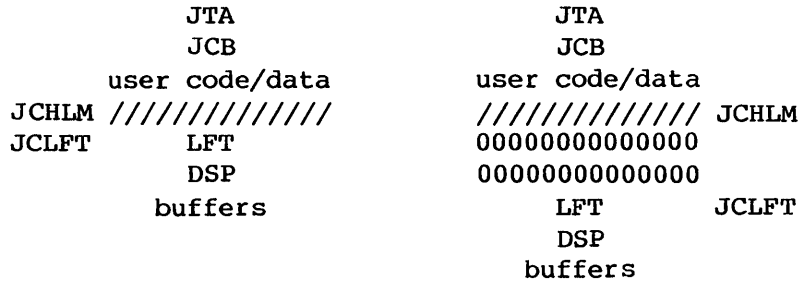 JTA JTA
JCB JCB
user code/data user code/data
JCHLM ////////////// ////////////// JCHLM
JCLFT LFT 00000000000000
DSP 00000000000000
buffers LFT JCLFT
DSP
buffers